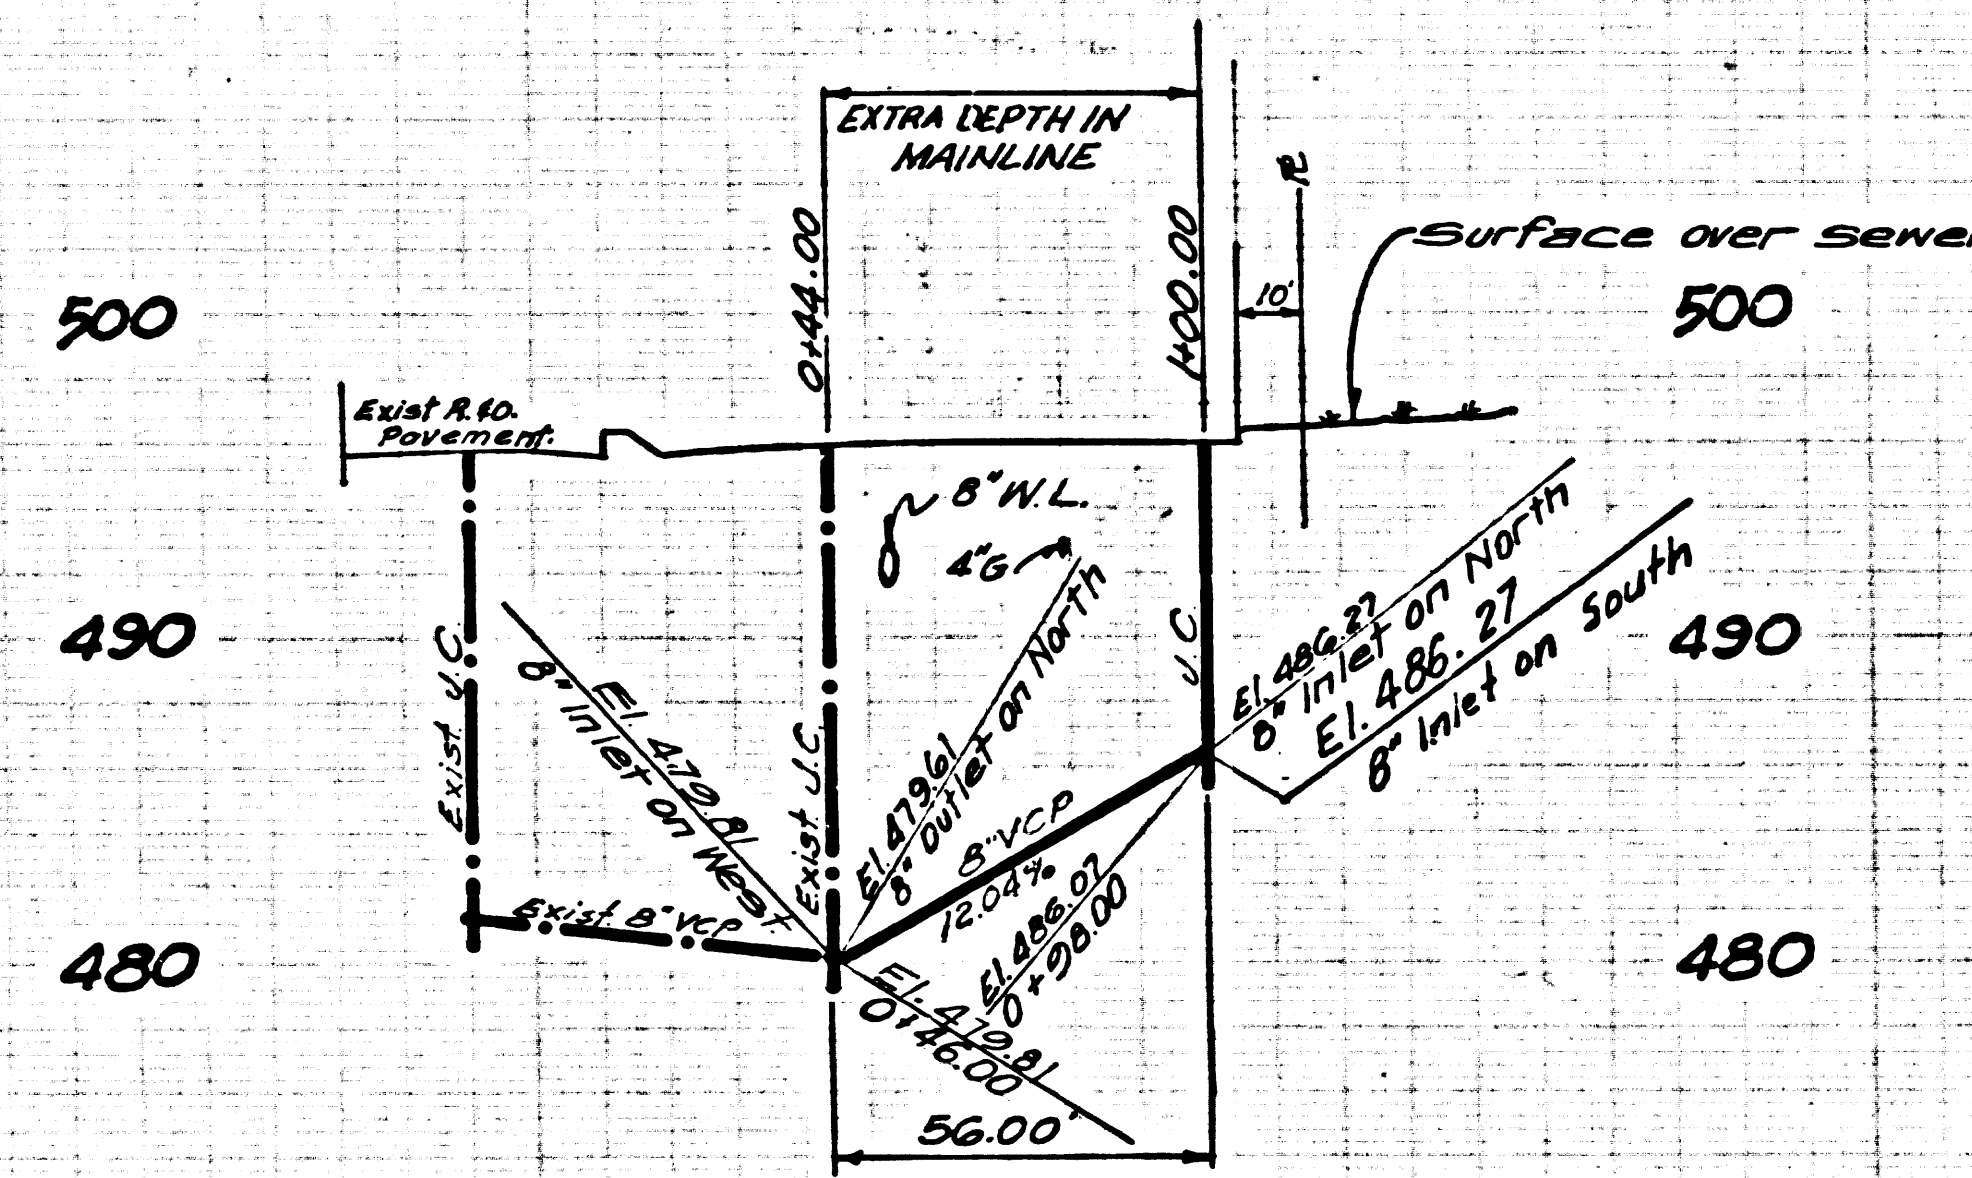 EXTRA DEPTH IN
MAINLINE
0+44.00
1+00.00
10'
Surface over sewer
500
500
Exist R.&O.
Pavement.
8" W.L.
4"G
490
490
Exist. J.C.
El. 479.81
8" Inlet on West.
Exist J.C.
El. 479.61
8" Outlet on North
J.C.
El. 486.27
8" Inlet on North
El. 486.27
8" Inlet on South
8" VCP
12.04%
El. 486.07
0+98.00
Exist. 8" VCP
480
480
El. 479.81
0+46.00
56.00'